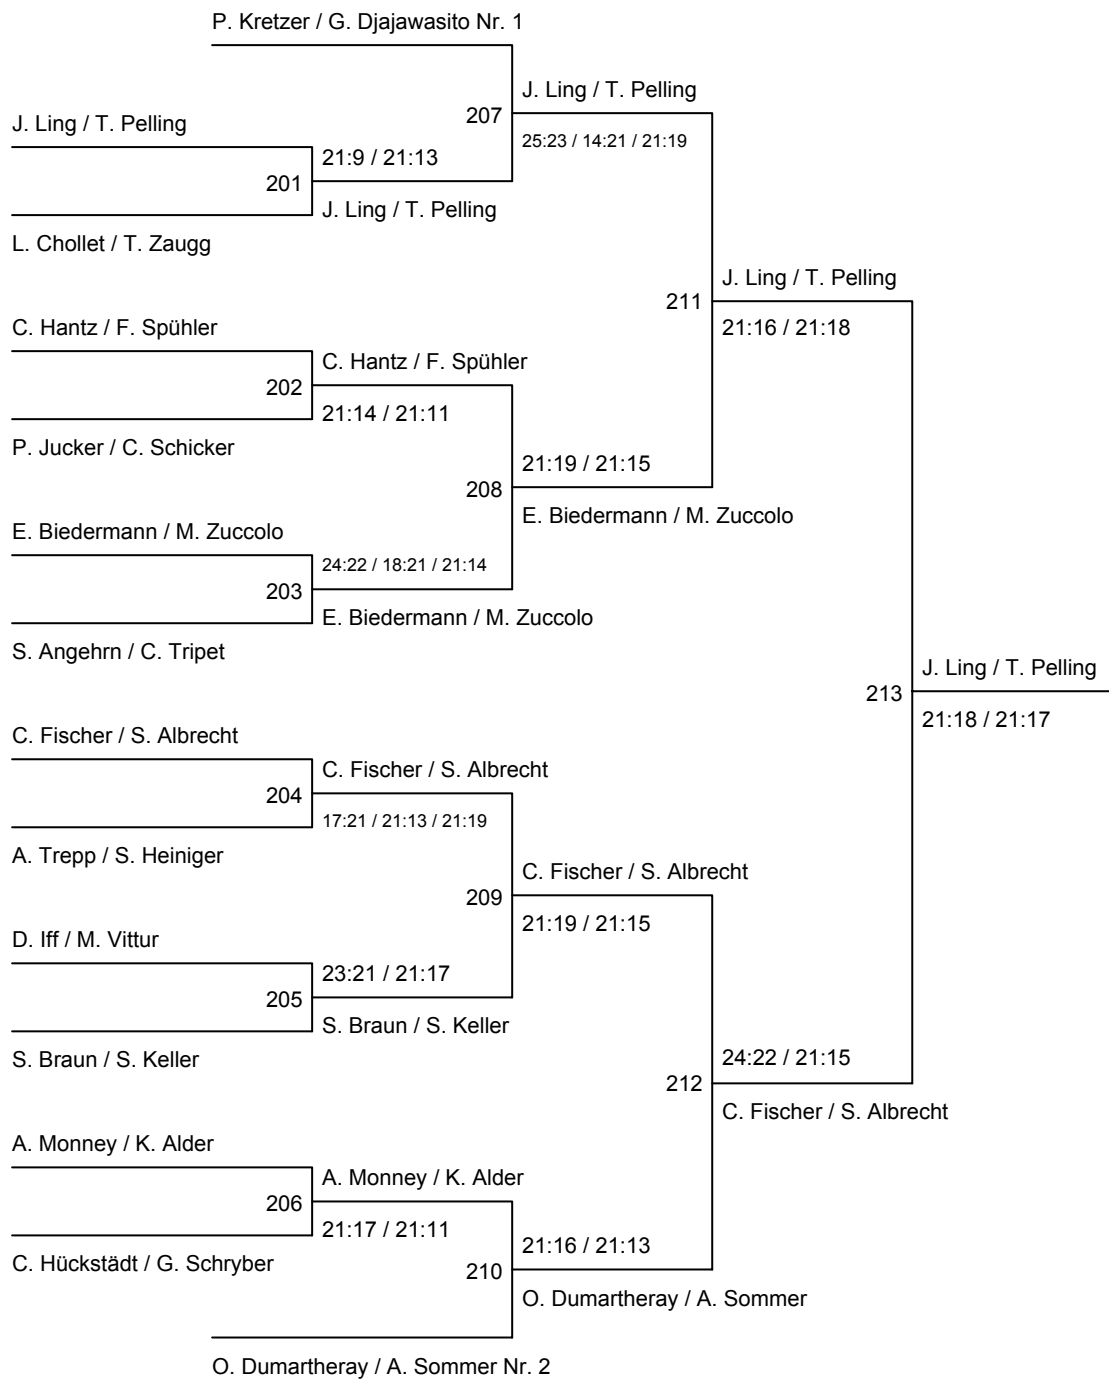 P. Kretzer / G. Djajawasito Nr. 1
J. Ling / T. Pelling
207
25:23 / 14:21 / 21:19
J. Ling / T. Pelling
21:9 / 21:13
201
J. Ling / T. Pelling
L. Chollet / T. Zaugg
J. Ling / T. Pelling
211
21:16 / 21:18
C. Hantz / F. Spühler
C. Hantz / F. Spühler
202
21:14 / 21:11
P. Jucker / C. Schicker
21:19 / 21:15
208
E. Biedermann / M. Zuccolo
E. Biedermann / M. Zuccolo
24:22 / 18:21 / 21:14
203
E. Biedermann / M. Zuccolo
S. Angehrn / C. Tripet
J. Ling / T. Pelling
213
21:18 / 21:17
C. Fischer / S. Albrecht
C. Fischer / S. Albrecht
204
17:21 / 21:13 / 21:19
A. Trepp / S. Heiniger
C. Fischer / S. Albrecht
209
21:19 / 21:15
D. Iff / M. Vittur
23:21 / 21:17
205
S. Braun / S. Keller
S. Braun / S. Keller
24:22 / 21:15
212
C. Fischer / S. Albrecht
A. Monney / K. Alder
A. Monney / K. Alder
206
21:17 / 21:11
C. Hückstädt / G. Schryber
21:16 / 21:13
210
O. Dumartheray / A. Sommer
O. Dumartheray / A. Sommer Nr. 2